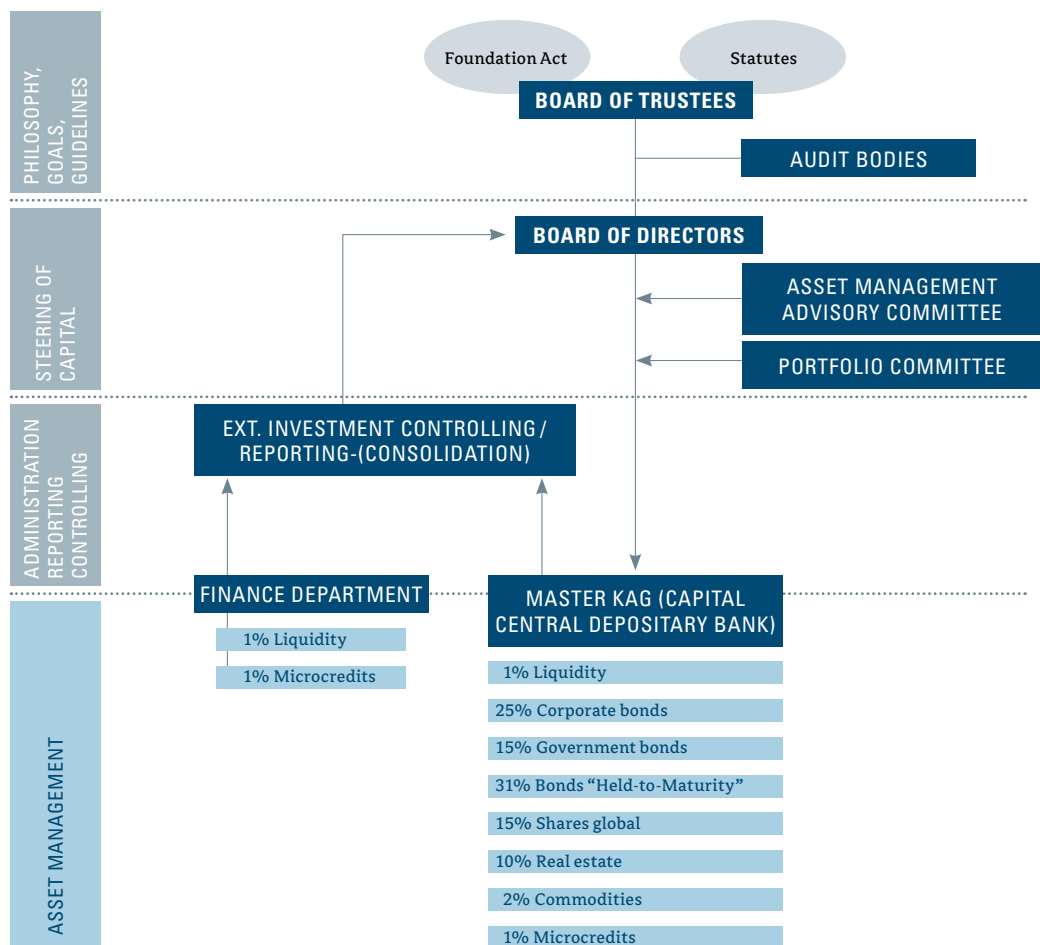 PHILOSOPHY,
GOALS,
GUIDELINES
Foundation Act
Statutes
BOARD OF TRUSTEES
AUDIT BODIES
STEERING OF
CAPITAL
BOARD OF DIRECTORS
ASSET MANAGEMENT
ADVISORY COMMITTEE
PORTFOLIO COMMITTEE
ADMINISTRATION
REPORTING
CONTROLLING
EXT. INVESTMENT CONTROLLING /
REPORTING-(CONSOLIDATION)
FINANCE DEPARTMENT
1% Liquidity
1% Microcredits
MASTER KAG (CAPITAL
CENTRAL DEPOSITARY BANK)
1% Liquidity
25% Corporate bonds
15% Government bonds
31% Bonds “Held-to-Maturity”
15% Shares global
10% Real estate
2% Commodities
1% Microcredits
ASSET MANAGEMENT